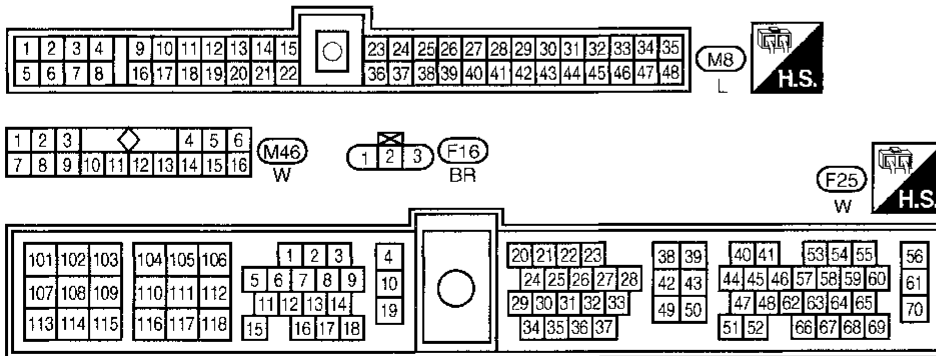 1 2 3 4 9 10 11 12 13 14 15 23 24 25 26 27 28 29 30 31 32 33 34 35
5 6 7 8 16 17 18 19 20 21 22 36 37 38 39 40 41 42 43 44 45 46 47 48
M8
L
H.S.
1 2 3 4 5 6
7 8 9 10 11 12 13 14 15 16
M46
W
1 2 3
F16
BR
F25
W
H.S.
101 102 103 104 105 106 1 2 3 4 20 21 22 23 38 39 40 41 53 54 55 56
107 108 109 110 111 112 5 6 7 8 9 10 24 25 26 27 28 42 43 44 45 46 57 58 59 60 61
113 114 115 116 117 118 11 12 13 14 19 29 30 31 32 33 49 50 47 48 62 63 64 65 70
15 16 17 18 34 35 36 37 51 52 66 67 68 69